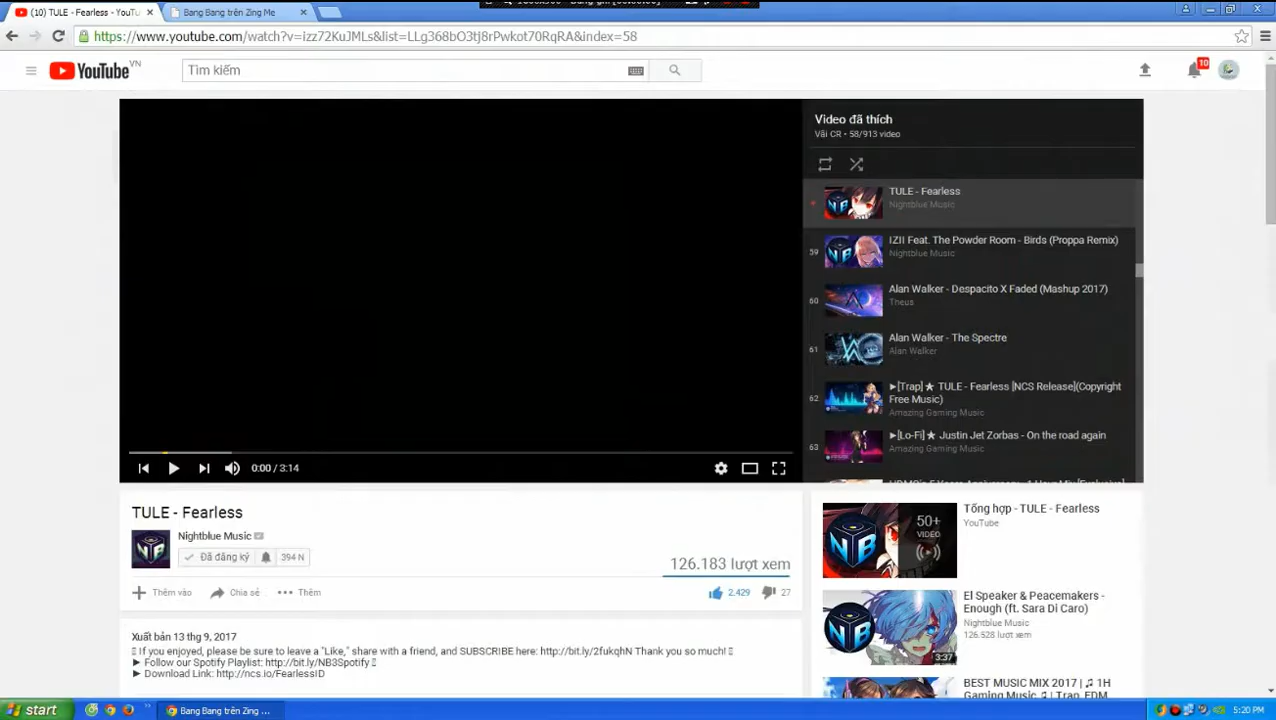 (10) TULE - Fearless - YouTu
Bang Bang trên Zing Me
https://www.youtube.com/watch?v=izz72KuJMLs&list=LLg368bO3tj8rPwkot70RqRA&index=58
YouTube VN
Tìm kiếm
10
Video đã thích
Vãi CR • 58/913 video
TULE - Fearless
Nightblue Music
59
IZII Feat. The Powder Room - Birds (Proppa Remix)
Nightblue Music
60
Alan Walker - Despacito X Faded (Mashup 2017)
Theus
61
Alan Walker - The Spectre
Alan Walker
62
►[Trap]★ TULE - Fearless [NCS Release](Copyright
Free Music)
Amazing Gaming Music
63
►[Lo-Fi]★ Justin Jet Zorbas - On the road again
Amazing Gaming Music
0:00 / 3:14
TULE - Fearless
Nightblue Music
Đã đăng ký
394 N
126.183 lượt xem
Thêm vào
Chia sẻ
Thêm
2.429
27
Xuất bản 13 thg 9, 2017
If you enjoyed, please be sure to leave a "Like," share with a friend, and SUBSCRIBE here: http://bit.ly/2fukqhN Thank you so much!
► Follow our Spotify Playlist: http://bit.ly/NB3Spotify
► Download Link: http://ncs.io/FearlessID
50+
VIDEO
Tổng hợp - TULE - Fearless
YouTube
3:37
El Speaker & Peacemakers -
Enough (ft. Sara Di Caro)
Nightblue Music
126.528 lượt xem
BEST MUSIC MIX 2017 | ♫ 1H
Gaming Music ♫ | Trap, EDM
start
Bang Bang trên Zing ...
5:20 PM